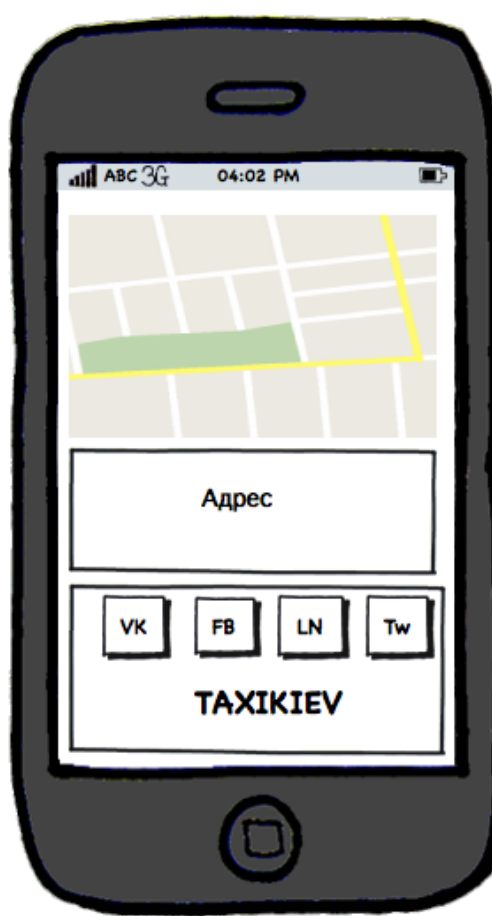 ABC 3G 04:02 PM
Адрес
VK FB LN Tw
TAXIKIEV